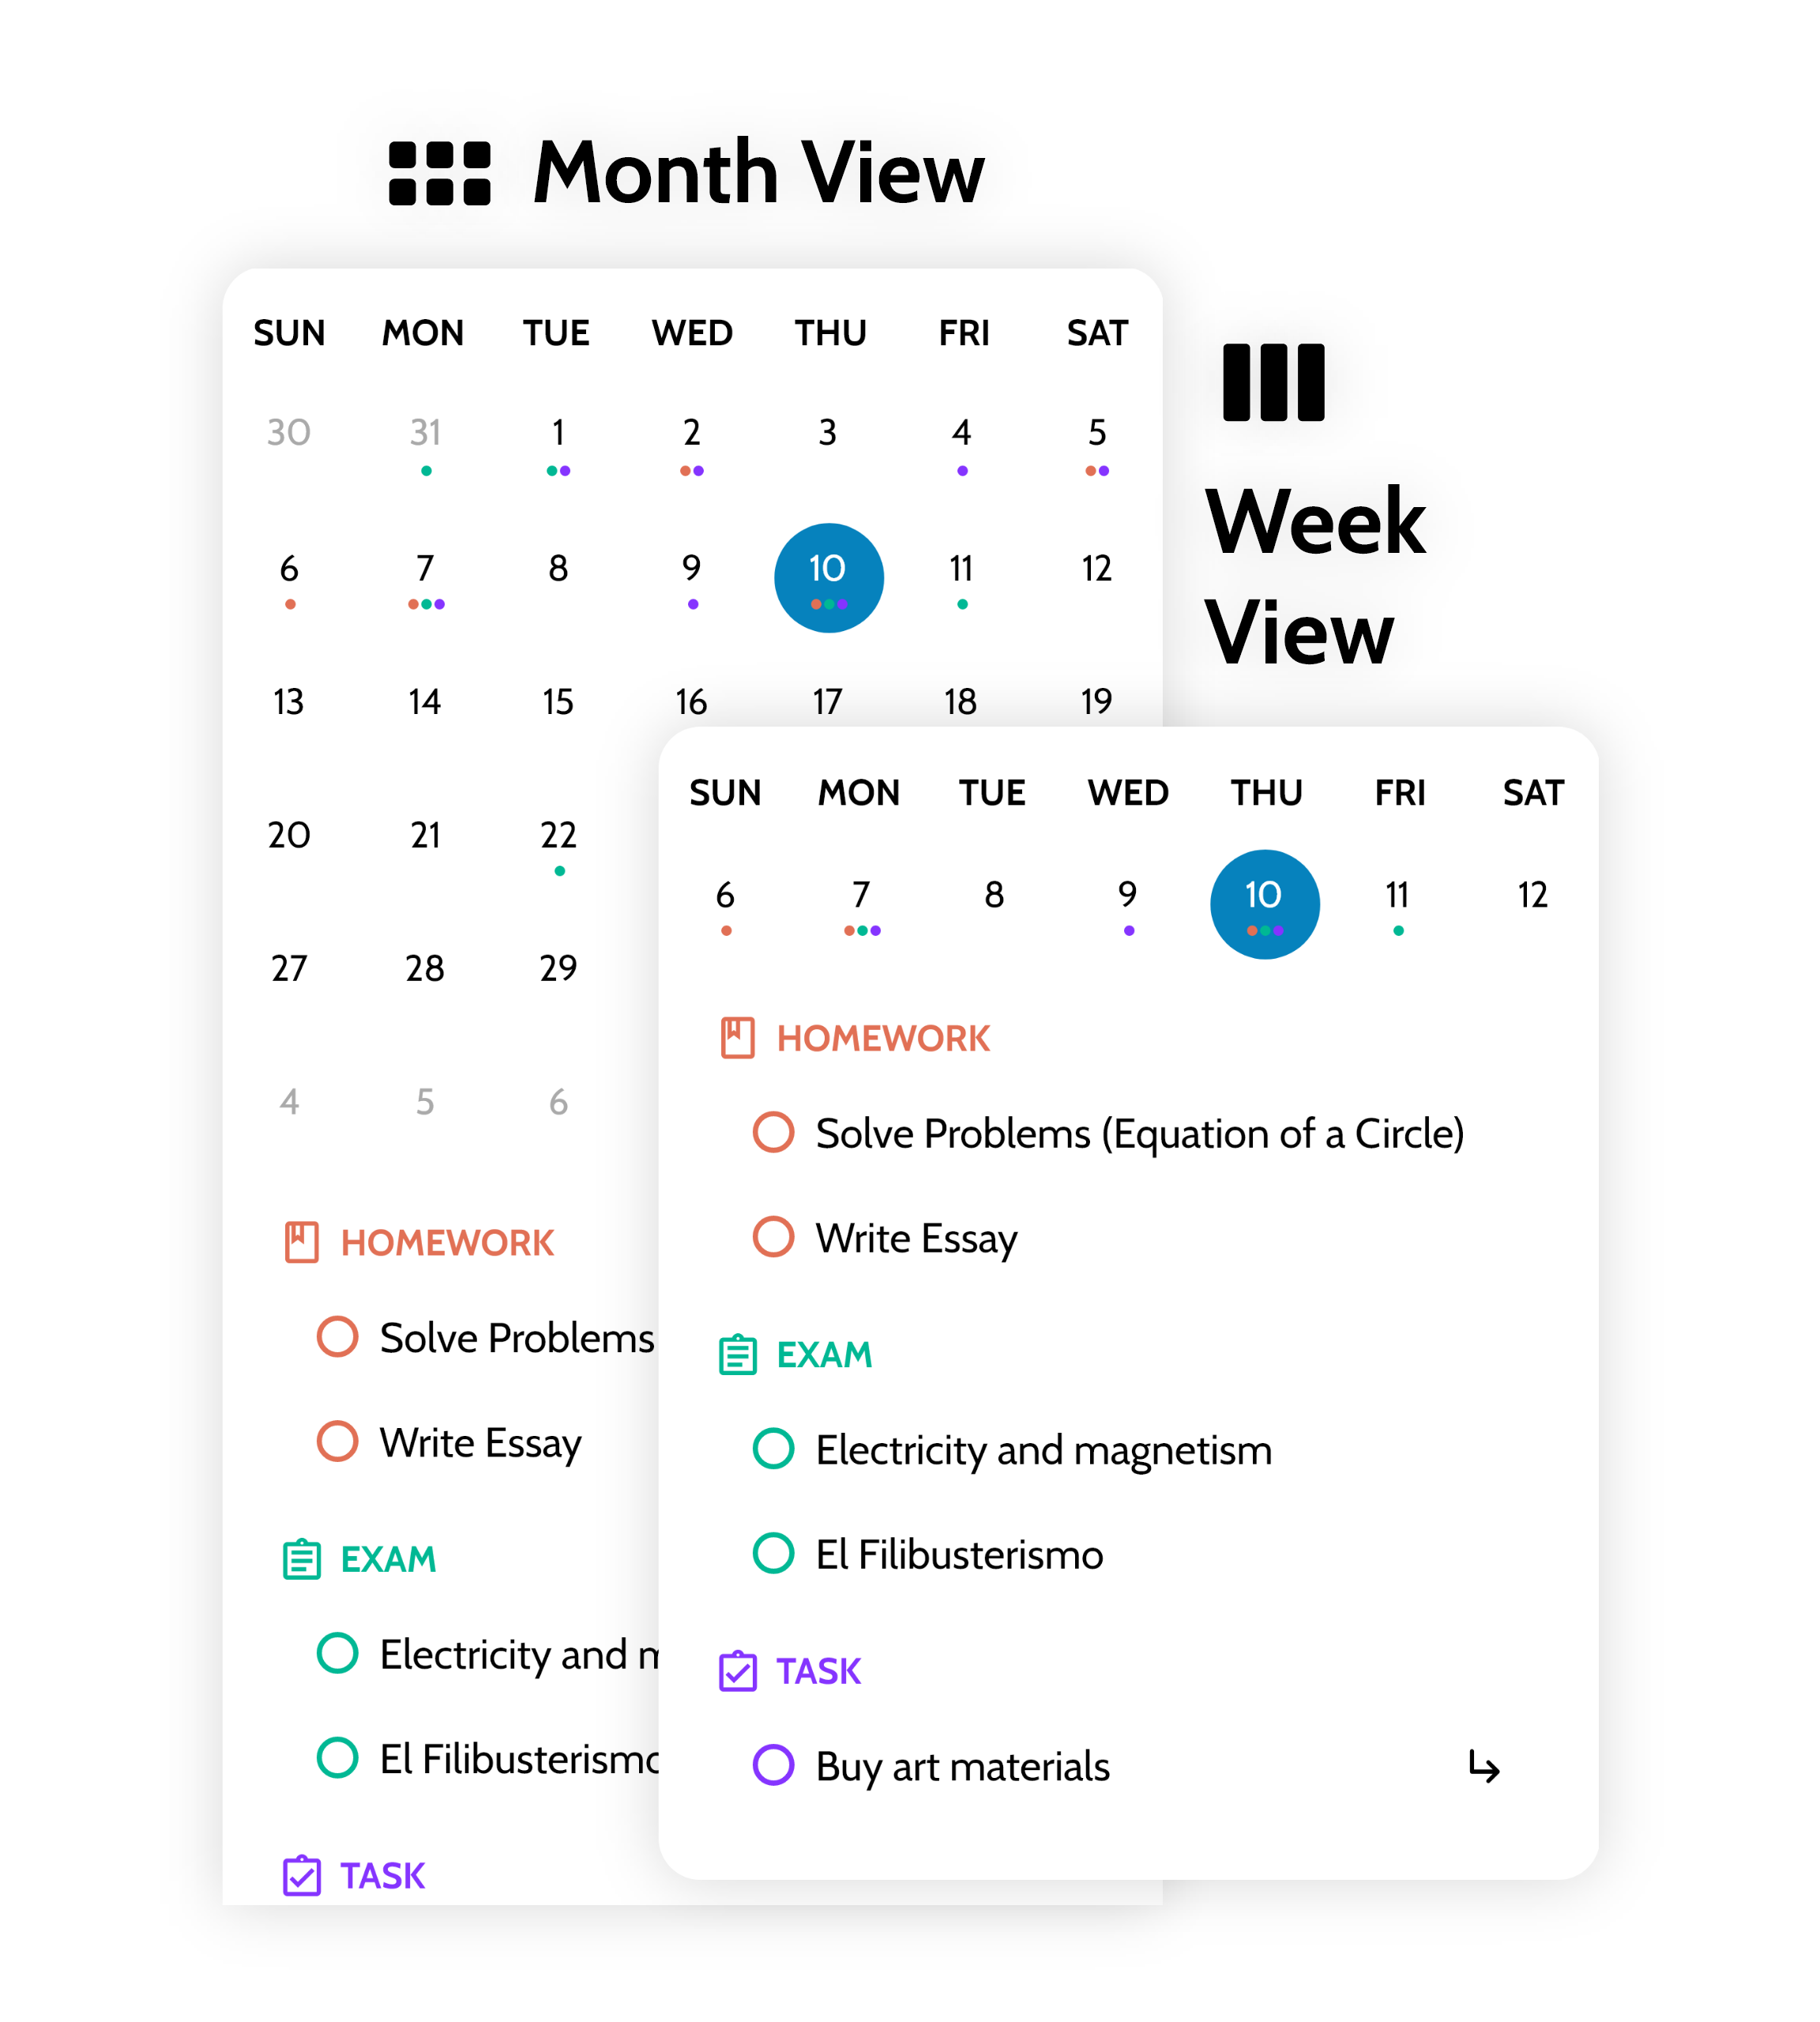 Month View
SUN MON TUE WED THU FRI SAT
30 31 1 2 3 4 5
6 7 8 9 10 11 12
13 14 15 16 17 18 19
20 21 22
27 28 29
4 5 6
HOMEWORK
Solve Problems
Write Essay
EXAM
Electricity and
El Filibusterismo
TASK
Week
View
SUN MON TUE WED THU FRI SAT
6 7 8 9 10 11 12
HOMEWORK
Solve Problems (Equation of a Circle)
Write Essay
EXAM
Electricity and magnetism
El Filibusterismo
TASK
Buy art materials